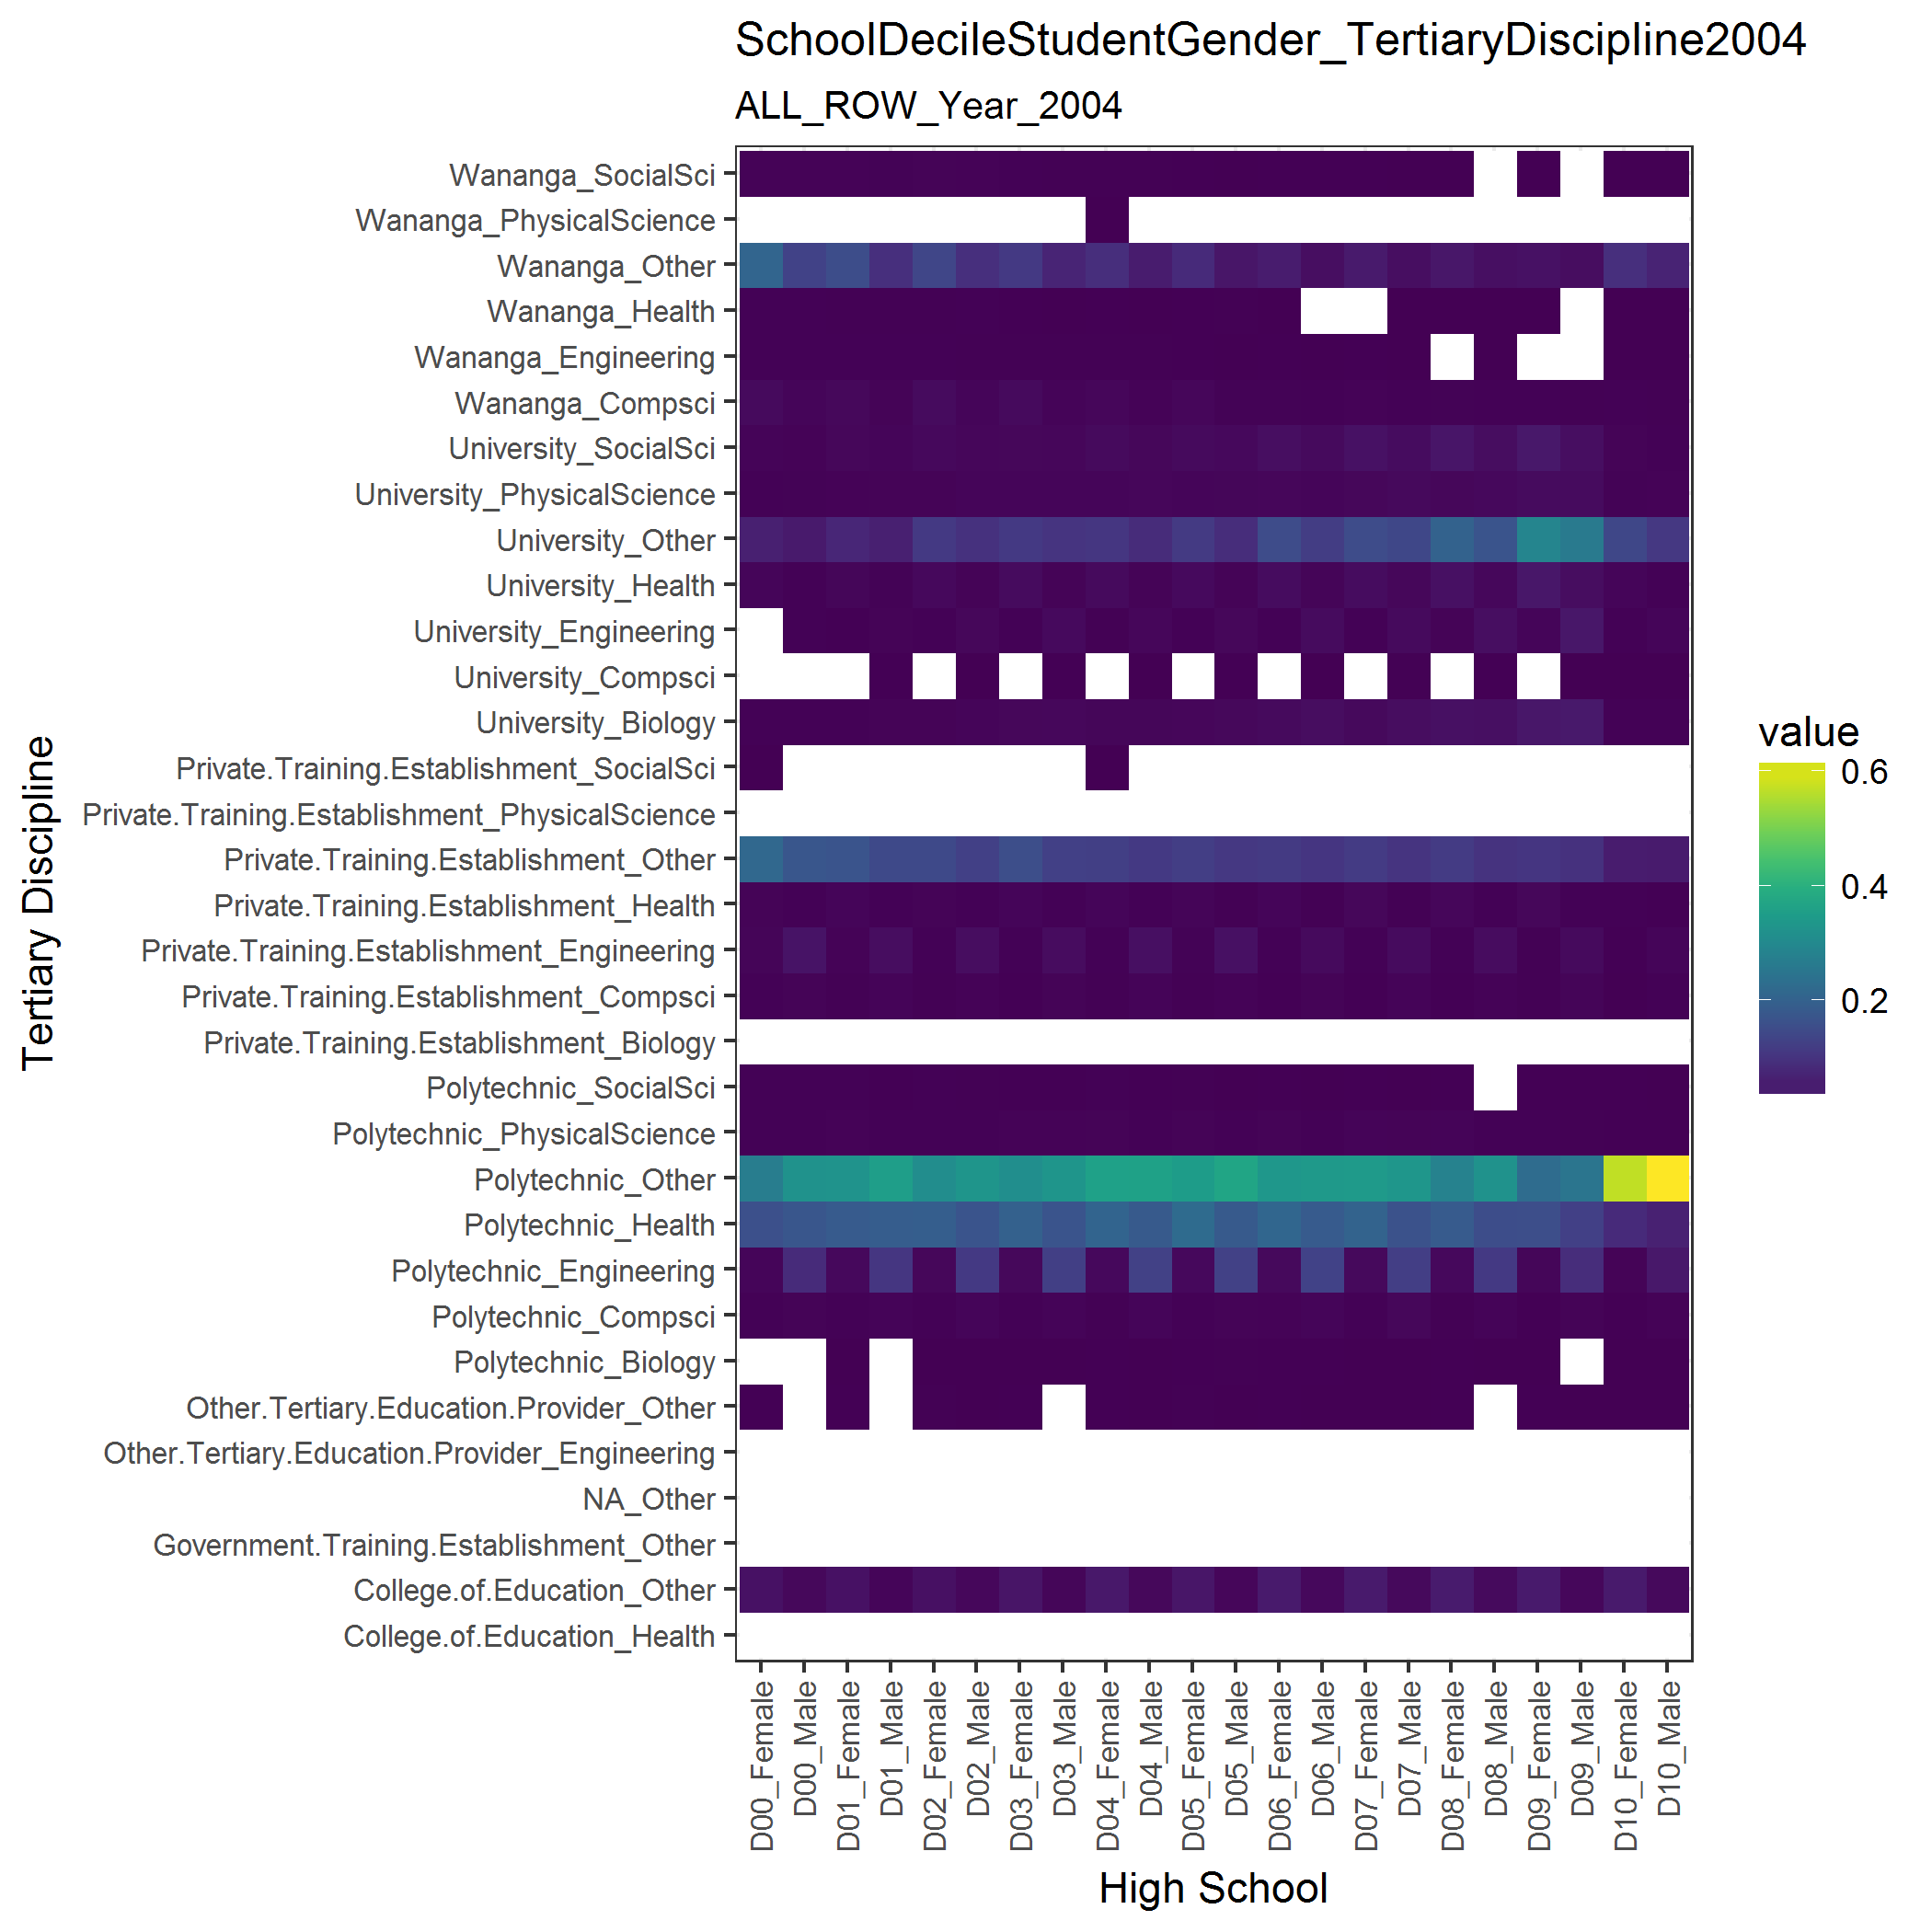 SchoolDecileStudentGender_TertiaryDiscipline2004
ALL_ROW_Year_2004
Tertiary Discipline
Wananga_SocialSci
Wananga_PhysicalScience
Wananga_Other
Wananga_Health
Wananga_Engineering
Wananga_Compsci
University_SocialSci
University_PhysicalScience
University_Other
University_Health
University_Engineering
University_Compsci
University_Biology
Private.Training.Establishment_SocialSci
Private.Training.Establishment_PhysicalScience
Private.Training.Establishment_Other
Private.Training.Establishment_Health
Private.Training.Establishment_Engineering
Private.Training.Establishment_Compsci
Private.Training.Establishment_Biology
Polytechnic_SocialSci
Polytechnic_PhysicalScience
Polytechnic_Other
Polytechnic_Health
Polytechnic_Engineering
Polytechnic_Compsci
Polytechnic_Biology
Other.Tertiary.Education.Provider_Other
Other.Tertiary.Education.Provider_Engineering
NA_Other
Government.Training.Establishment_Other
College.of.Education_Other
College.of.Education_Health
D00_Female
D00_Male
D01_Female
D01_Male
D02_Female
D02_Male
D03_Female
D03_Male
D04_Female
D04_Male
D05_Female
D05_Male
D06_Female
D06_Male
D07_Female
D07_Male
D08_Female
D08_Male
D09_Female
D09_Male
D10_Female
D10_Male
High School
value
0.6
0.4
0.2